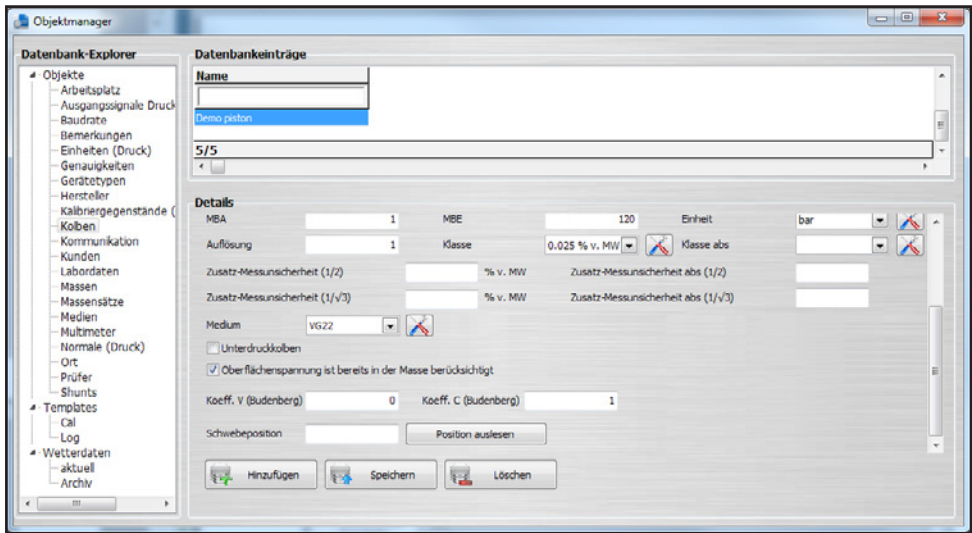 Objektmanager
Datenbank-Explorer
Objekte
Arbeitsplatz
Ausgangssignale Druck
Baudrate
Bemerkungen
Einheiten (Druck)
Genauigkeiten
Gerätetypen
Hersteller
Kalibriergegenstände (
Kolben
Kommunikation
Kunden
Labordaten
Massen
Massensätze
Medien
Multimeter
Normale (Druck)
Ort
Prüfer
Shunts
Templates
Cal
Log
Wetterdaten
aktuell
Archiv
Datenbankeinträge
Name
Demo piston
5/5
Details
MBA 1 MBE 120 Einheit bar
Auflösung 1 Klasse 0.025 % v. MW Klasse abs
Zusatz-Messunsicherheit (1/2) % v. MW Zusatz-Messunsicherheit abs (1/2)
Zusatz-Messunsicherheit (1/√3) % v. MW Zusatz-Messunsicherheit abs (1/√3)
Medium VG22
Unterdruckkolben
Oberflächenspannung ist bereits in der Masse berücksichtigt
Koeff. V (Budenberg) 0 Koeff. C (Budenberg) 1
Schwebeposition Position auslesen
Hinzufügen Speichern Löschen